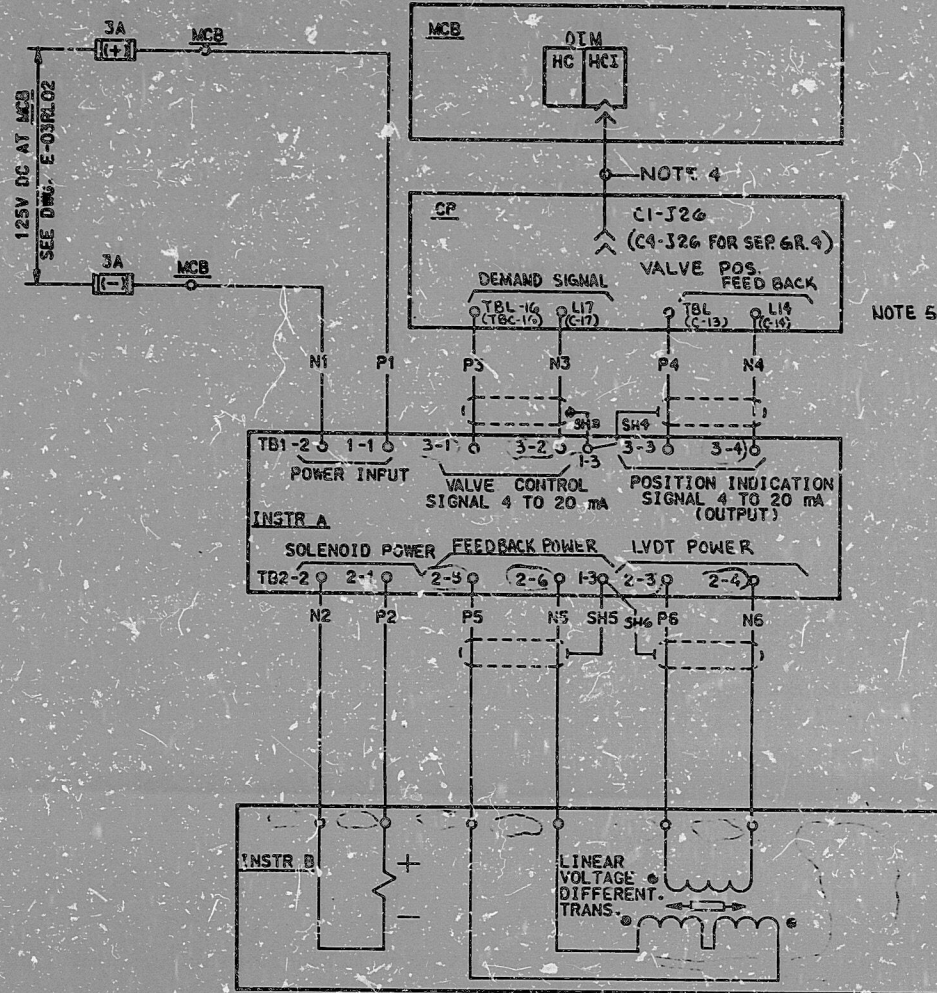 3A
(+)
MCB
125V DC AT MCB
SEE DWG. E-03RL02
3A
(-)
MCB
MCB
OIM
HC HCI
NOTE 4
CP
C1-J26
(C4-J26 FOR SEP. GR. 4)
VALVE POS.
FEED BACK
DEMAND SIGNAL
TBL-16 L17 TBL L14
(TBC-16) (C-17) (C-13) (C-14)
NOTE 5
N1 P1 P3 N3 P4 N4
SH3 SH4
TB1-2 1-1 3-1 3-2 1-3 3-3 3-4
POWER INPUT
VALVE CONTROL
SIGNAL 4 TO 20 mA
POSITION INDICATION
SIGNAL 4 TO 20 mA
(OUTPUT)
INSTR A
SOLENOID POWER FEEDBACK POWER LVDT POWER
TB2-2 2-1 2-5 2-6 1-3 2-3 2-4
N2 P2 P5 N5 SH5 SH6 P6 N6
INSTR B
+
-
LINEAR
VOLTAGE
DIFFERENT.
TRANS.